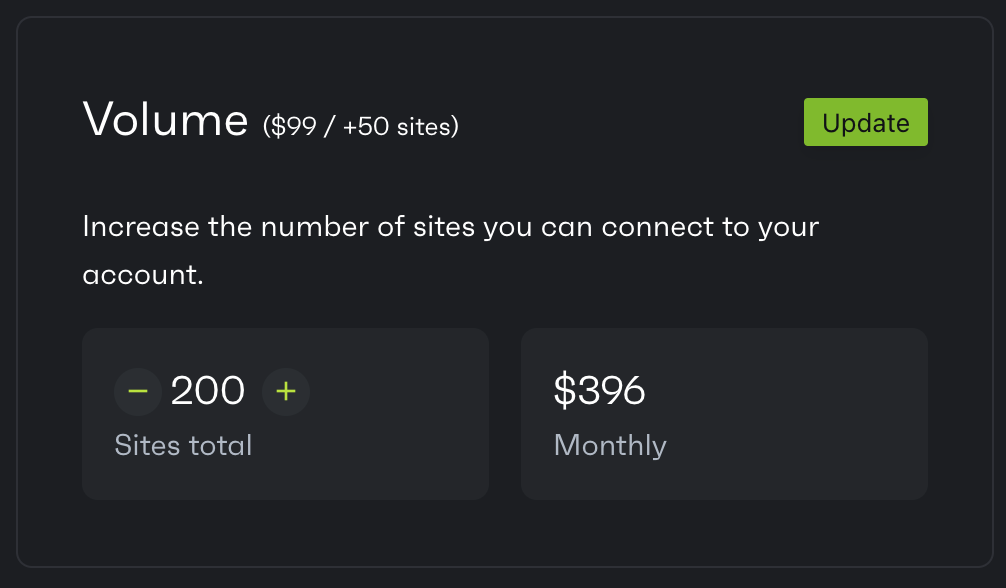 Volume ($99 / +50 sites)
Update
Increase the number of sites you can connect to your
account.
− 200 +
Sites total
$396
Monthly